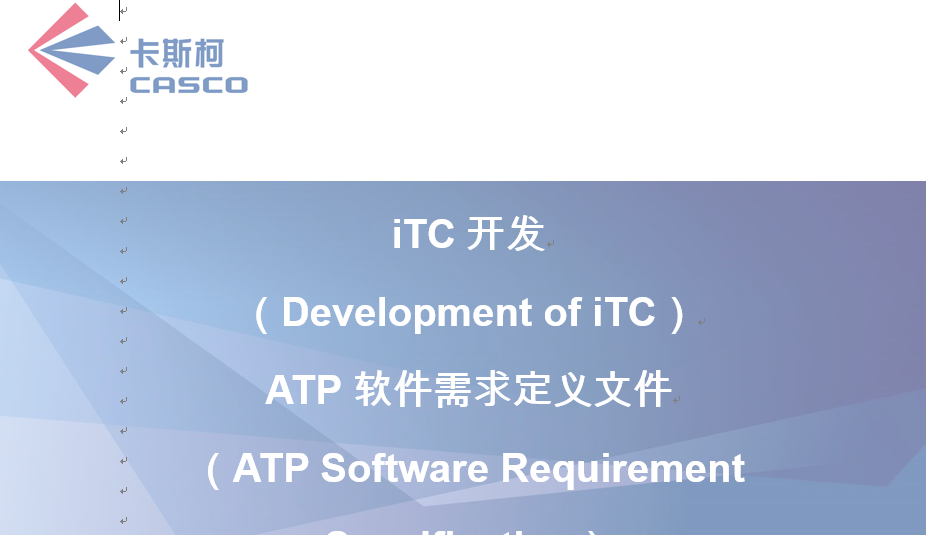 卡斯柯
CASCO
iTC 开发
（Development of iTC）
ATP 软件需求定义文件
（ATP Software Requirement